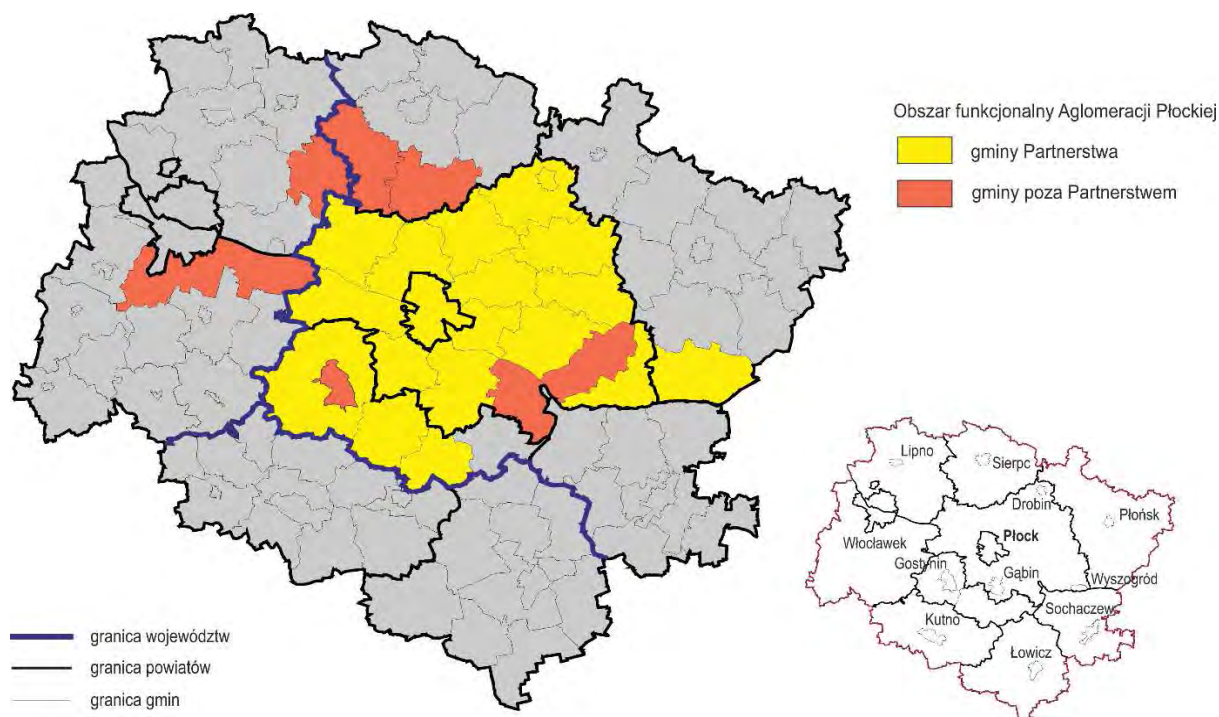 Obszar funkcjonalny Aglomeracji Płockiej
gminy Partnerstwa
gminy poza Partnerstwem
granica województw
granica powiatów
granica gmin
Lipno
Sierpc
Drobin
Płońsk
Włocławek
Płock
Gostynin
Gąbin
Wyszogród
Sochaczew
Kutno
Łowicz